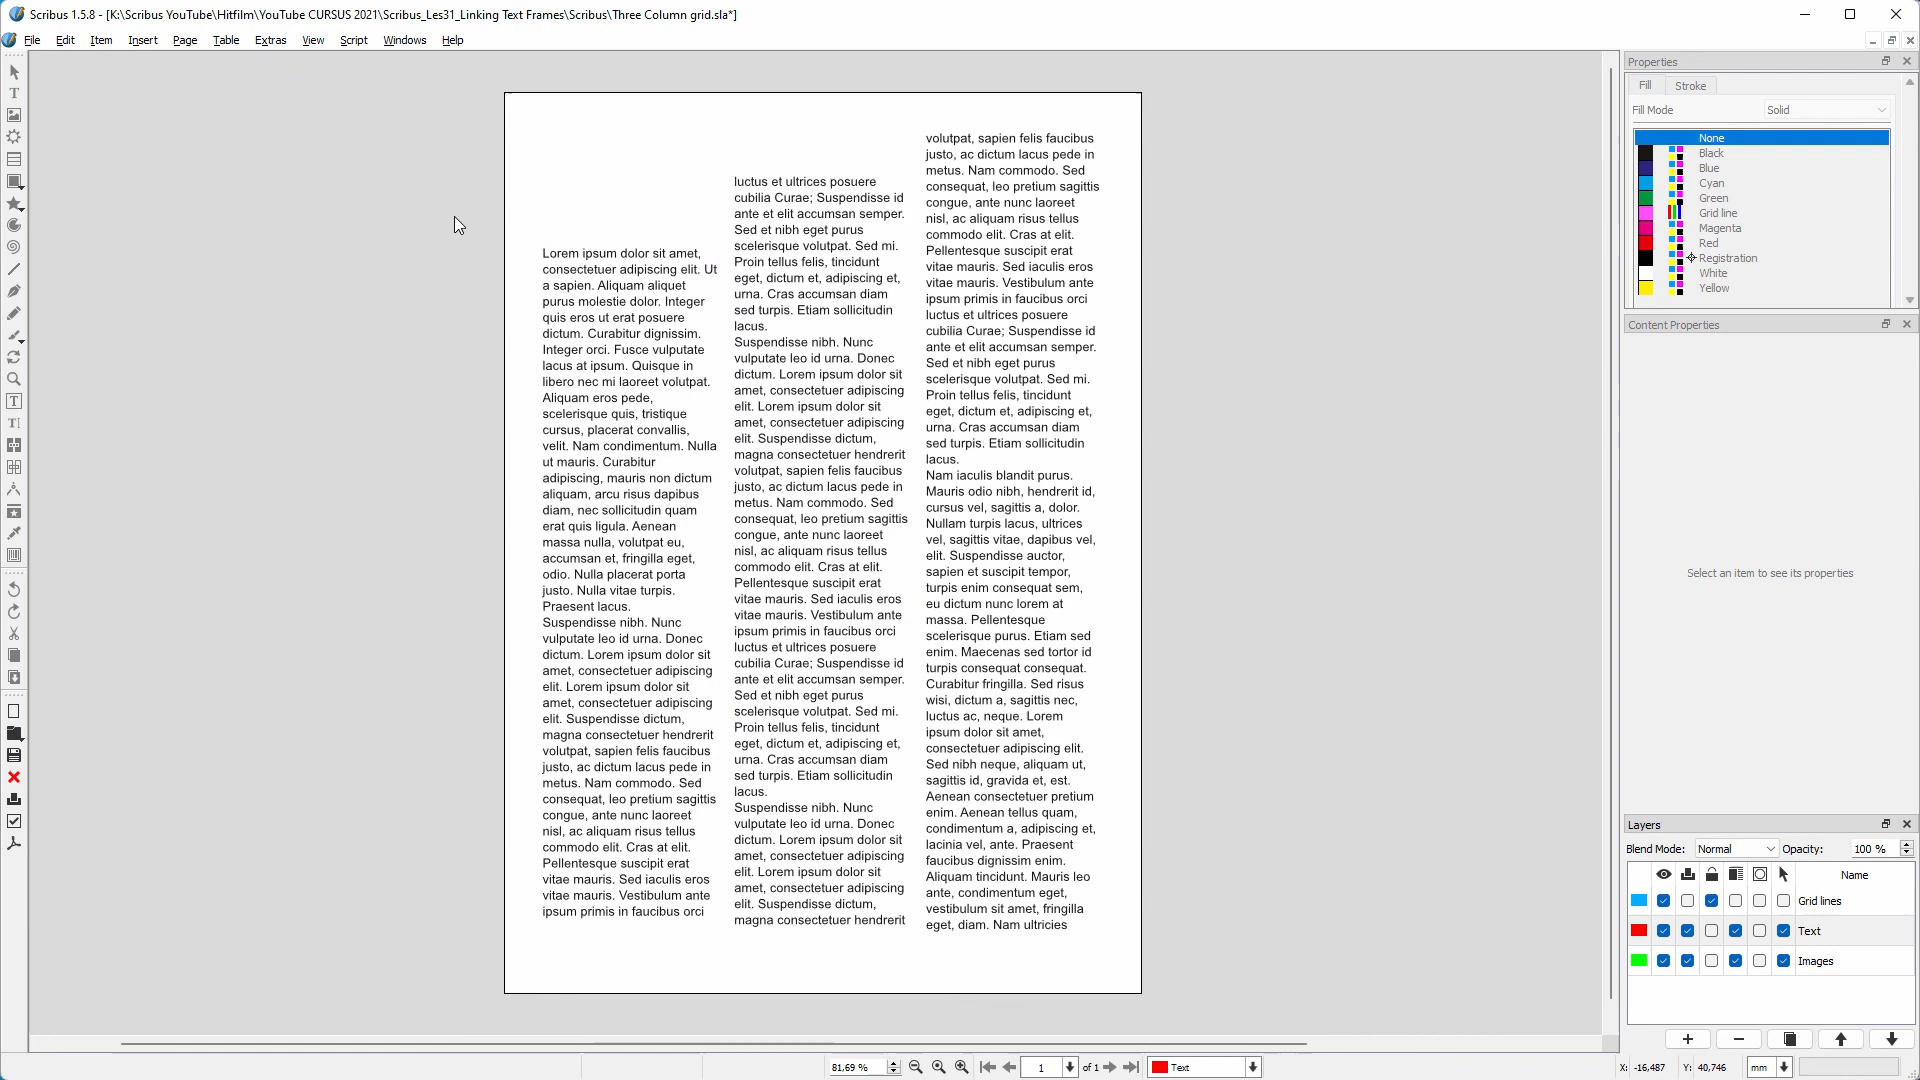 Scribus 1.5.8 - [K:\Scribus YouTube\Hitfilm\YouTube CURSUS 2021\Scribus_Les31_Linking Text Frames\Scribus\Three Column grid.sla*]
File Edit Item Insert Page Table Extras View Script Windows Help
Lorem ipsum dolor sit amet,
consectetuer adipiscing elit. Ut
a sapien. Aliquam aliquet
purus molestie dolor. Integer
quis eros ut erat posuere
dictum. Curabitur dignissim.
Integer orci. Fusce vulputate
lacus at ipsum. Quisque in
libero nec mi laoreet volutpat.
Aliquam eros pede,
scelerisque quis, tristique
cursus, placerat convallis,
velit. Nam condimentum. Nulla
ut mauris. Curabitur
adipiscing, mauris non dictum
aliquam, arcu risus dapibus
diam, nec sollicitudin quam
erat quis ligula. Aenean
massa nulla, volutpat eu,
accumsan et, fringilla eget,
odio. Nulla placerat porta
justo. Nulla vitae turpis.
Praesent lacus.
Suspendisse nibh. Nunc
vulputate leo id urna. Donec
dictum. Lorem ipsum dolor sit
amet, consectetuer adipiscing
elit. Lorem ipsum dolor sit
amet, consectetuer adipiscing
elit. Suspendisse dictum,
magna consectetuer hendrerit
volutpat, sapien felis faucibus
justo, ac dictum lacus pede in
metus. Nam commodo. Sed
consequat, leo pretium sagittis
congue, ante nunc laoreet
nisl, ac aliquam risus tellus
commodo elit. Cras at elit.
Pellentesque suscipit erat
vitae mauris. Sed iaculis eros
vitae mauris. Vestibulum ante
ipsum primis in faucibus orci
luctus et ultrices posuere
cubilia Curae; Suspendisse id
ante et elit accumsan semper.
Sed et nibh eget purus
scelerisque volutpat. Sed mi.
Proin tellus felis, tincidunt
eget, dictum et, adipiscing et,
urna. Cras accumsan diam
sed turpis. Etiam sollicitudin
lacus.
Suspendisse nibh. Nunc
vulputate leo id urna. Donec
dictum. Lorem ipsum dolor sit
amet, consectetuer adipiscing
elit. Lorem ipsum dolor sit
amet, consectetuer adipiscing
elit. Suspendisse dictum,
magna consectetuer hendrerit
volutpat, sapien felis faucibus
justo, ac dictum lacus pede in
metus. Nam commodo. Sed
consequat, leo pretium sagittis
congue, ante nunc laoreet
nisl, ac aliquam risus tellus
commodo elit. Cras at elit.
Pellentesque suscipit erat
vitae mauris. Sed iaculis eros
vitae mauris. Vestibulum ante
ipsum primis in faucibus orci
luctus et ultrices posuere
cubilia Curae; Suspendisse id
ante et elit accumsan semper.
Sed et nibh eget purus
scelerisque volutpat. Sed mi.
Proin tellus felis, tincidunt
eget, dictum et, adipiscing et,
urna. Cras accumsan diam
sed turpis. Etiam sollicitudin
lacus.
Suspendisse nibh. Nunc
vulputate leo id urna. Donec
dictum. Lorem ipsum dolor sit
amet, consectetuer adipiscing
elit. Lorem ipsum dolor sit
amet, consectetuer adipiscing
elit. Suspendisse dictum,
magna consectetuer hendrerit
volutpat, sapien felis faucibus
justo, ac dictum lacus pede in
metus. Nam commodo. Sed
consequat, leo pretium sagittis
congue, ante nunc laoreet
nisl, ac aliquam risus tellus
commodo elit. Cras at elit.
Pellentesque suscipit erat
vitae mauris. Sed iaculis eros
vitae mauris. Vestibulum ante
ipsum primis in faucibus orci
luctus et ultrices posuere
cubilia Curae; Suspendisse id
ante et elit accumsan semper.
Sed et nibh eget purus
scelerisque volutpat. Sed mi.
Proin tellus felis, tincidunt
eget, dictum et, adipiscing et,
urna. Cras accumsan diam
sed turpis. Etiam sollicitudin
lacus.
Nam iaculis blandit purus.
Mauris odio nibh, hendrerit id,
cursus vel, sagittis a, dolor.
Nullam turpis lacus, ultrices
vel, sagittis vitae, dapibus vel,
elit. Suspendisse auctor,
sapien et suscipit tempor,
turpis enim consequat sem,
eu dictum nunc lorem at
massa. Pellentesque
scelerisque purus. Etiam sed
enim. Maecenas sed tortor id
turpis consequat consequat.
Curabitur fringilla. Sed risus
wisi, dictum a, sagittis nec,
luctus ac, neque. Lorem
ipsum dolor sit amet,
consectetuer adipiscing elit.
Sed nibh neque, aliquam ut,
sagittis id, gravida et, est.
Aenean consectetuer pretium
enim. Aenean tellus quam,
condimentum a, adipiscing et,
lacinia vel, ante. Praesent
faucibus dignissim enim.
Aliquam tincidunt. Mauris leo
ante, condimentum eget,
vestibulum sit amet, fringilla
eget, diam. Nam ultricies
Properties
Fill Stroke
Fill Mode Solid
None
Black
Blue
Cyan
Green
Grid line
Magenta
Red
Registration
White
Yellow
Content Properties
Select an item to see its properties
Layers
Blend Mode: Normal Opacity: 100 %
Name
Grid lines
Text
Images
81,69 % 1 of 1 Text X: -16,487 Y: 40,746 mm